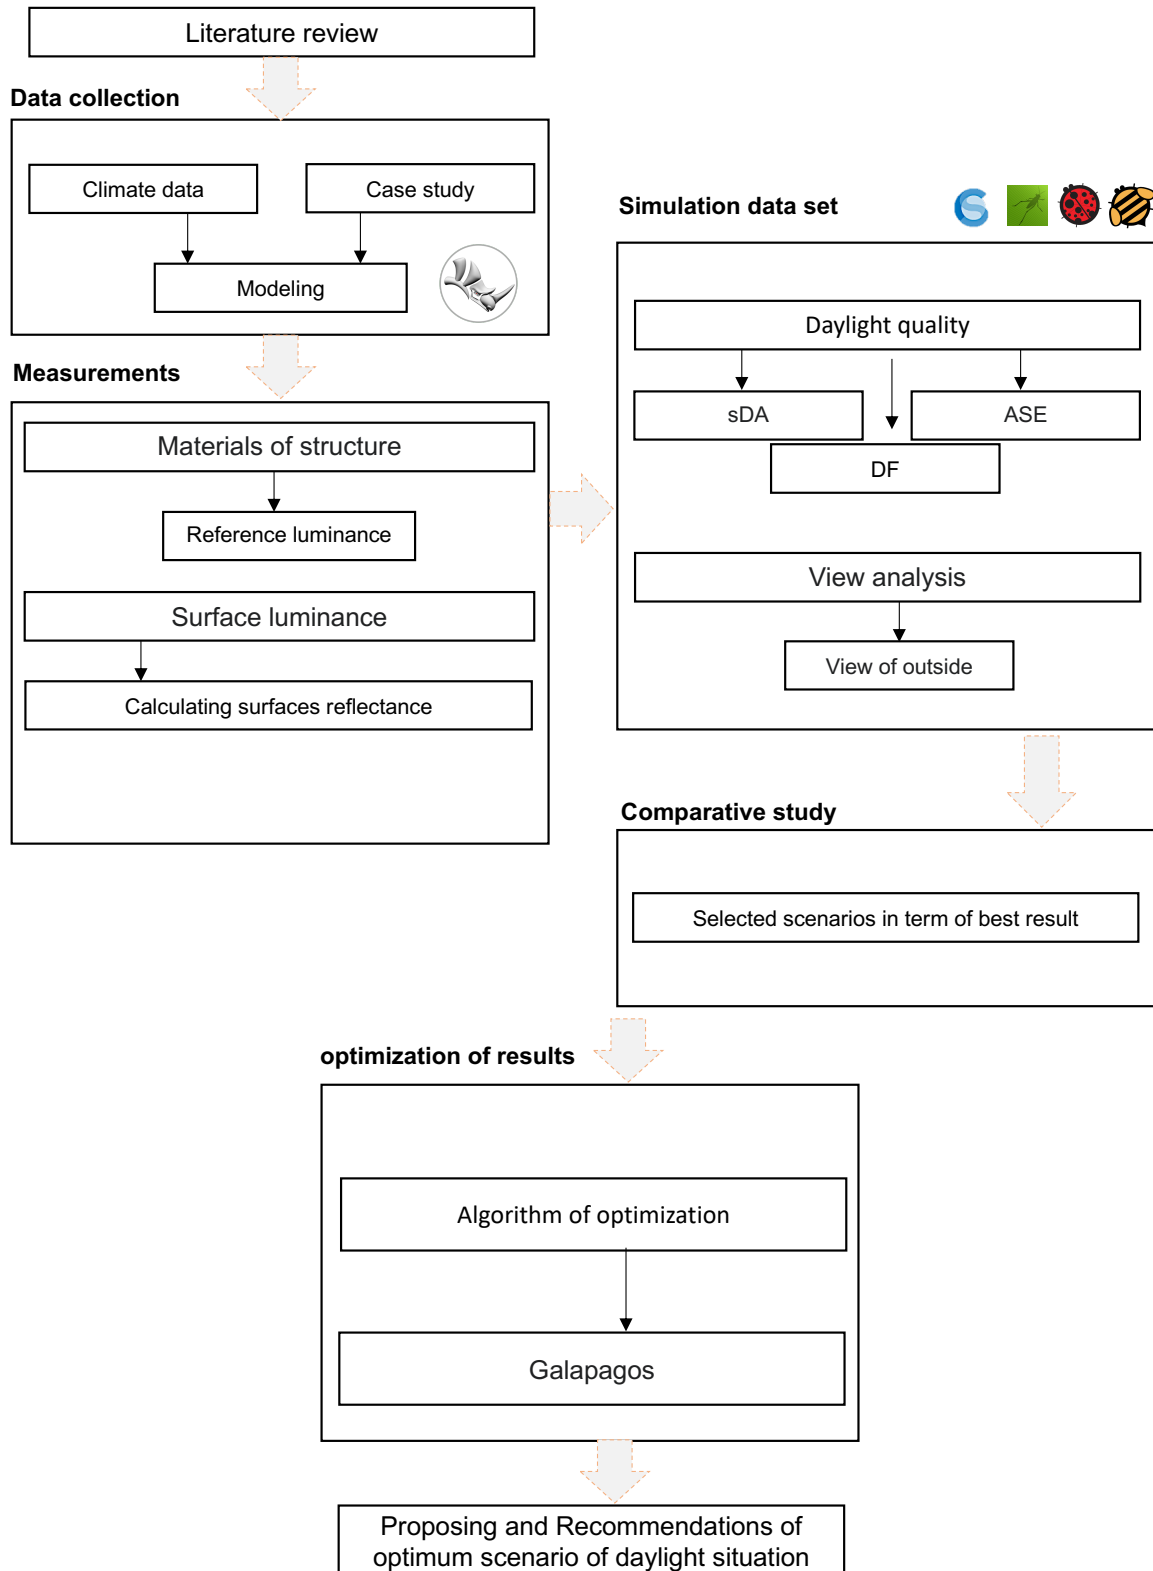 Literature review
Data collection
Climate data
Case study
Modeling
Measurements
Materials of structure
Reference luminance
Surface luminance
Calculating surfaces reflectance
Simulation data set
Daylight quality
sDA
ASE
DF
View analysis
View of outside
Comparative study
Selected scenarios in term of best result
optimization of results
Algorithm of optimization
Galapagos
Proposing and Recommendations of
optimum scenario of daylight situation